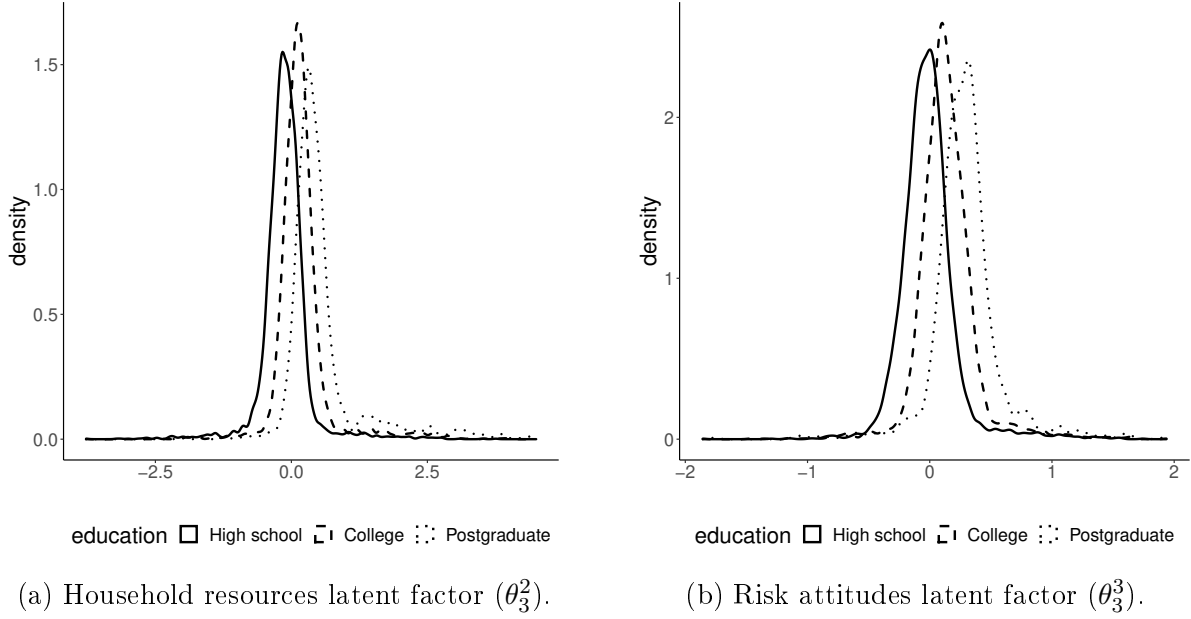 density
1.5
1.0
0.5
0.0
−2.5 0.0 2.5
education High school College Postgraduate
(a) Household resources latent factor (θ₃²).
density
2
1
0
−2 −1 0 1 2
education High school College Postgraduate
(b) Risk attitudes latent factor (θ₃³).